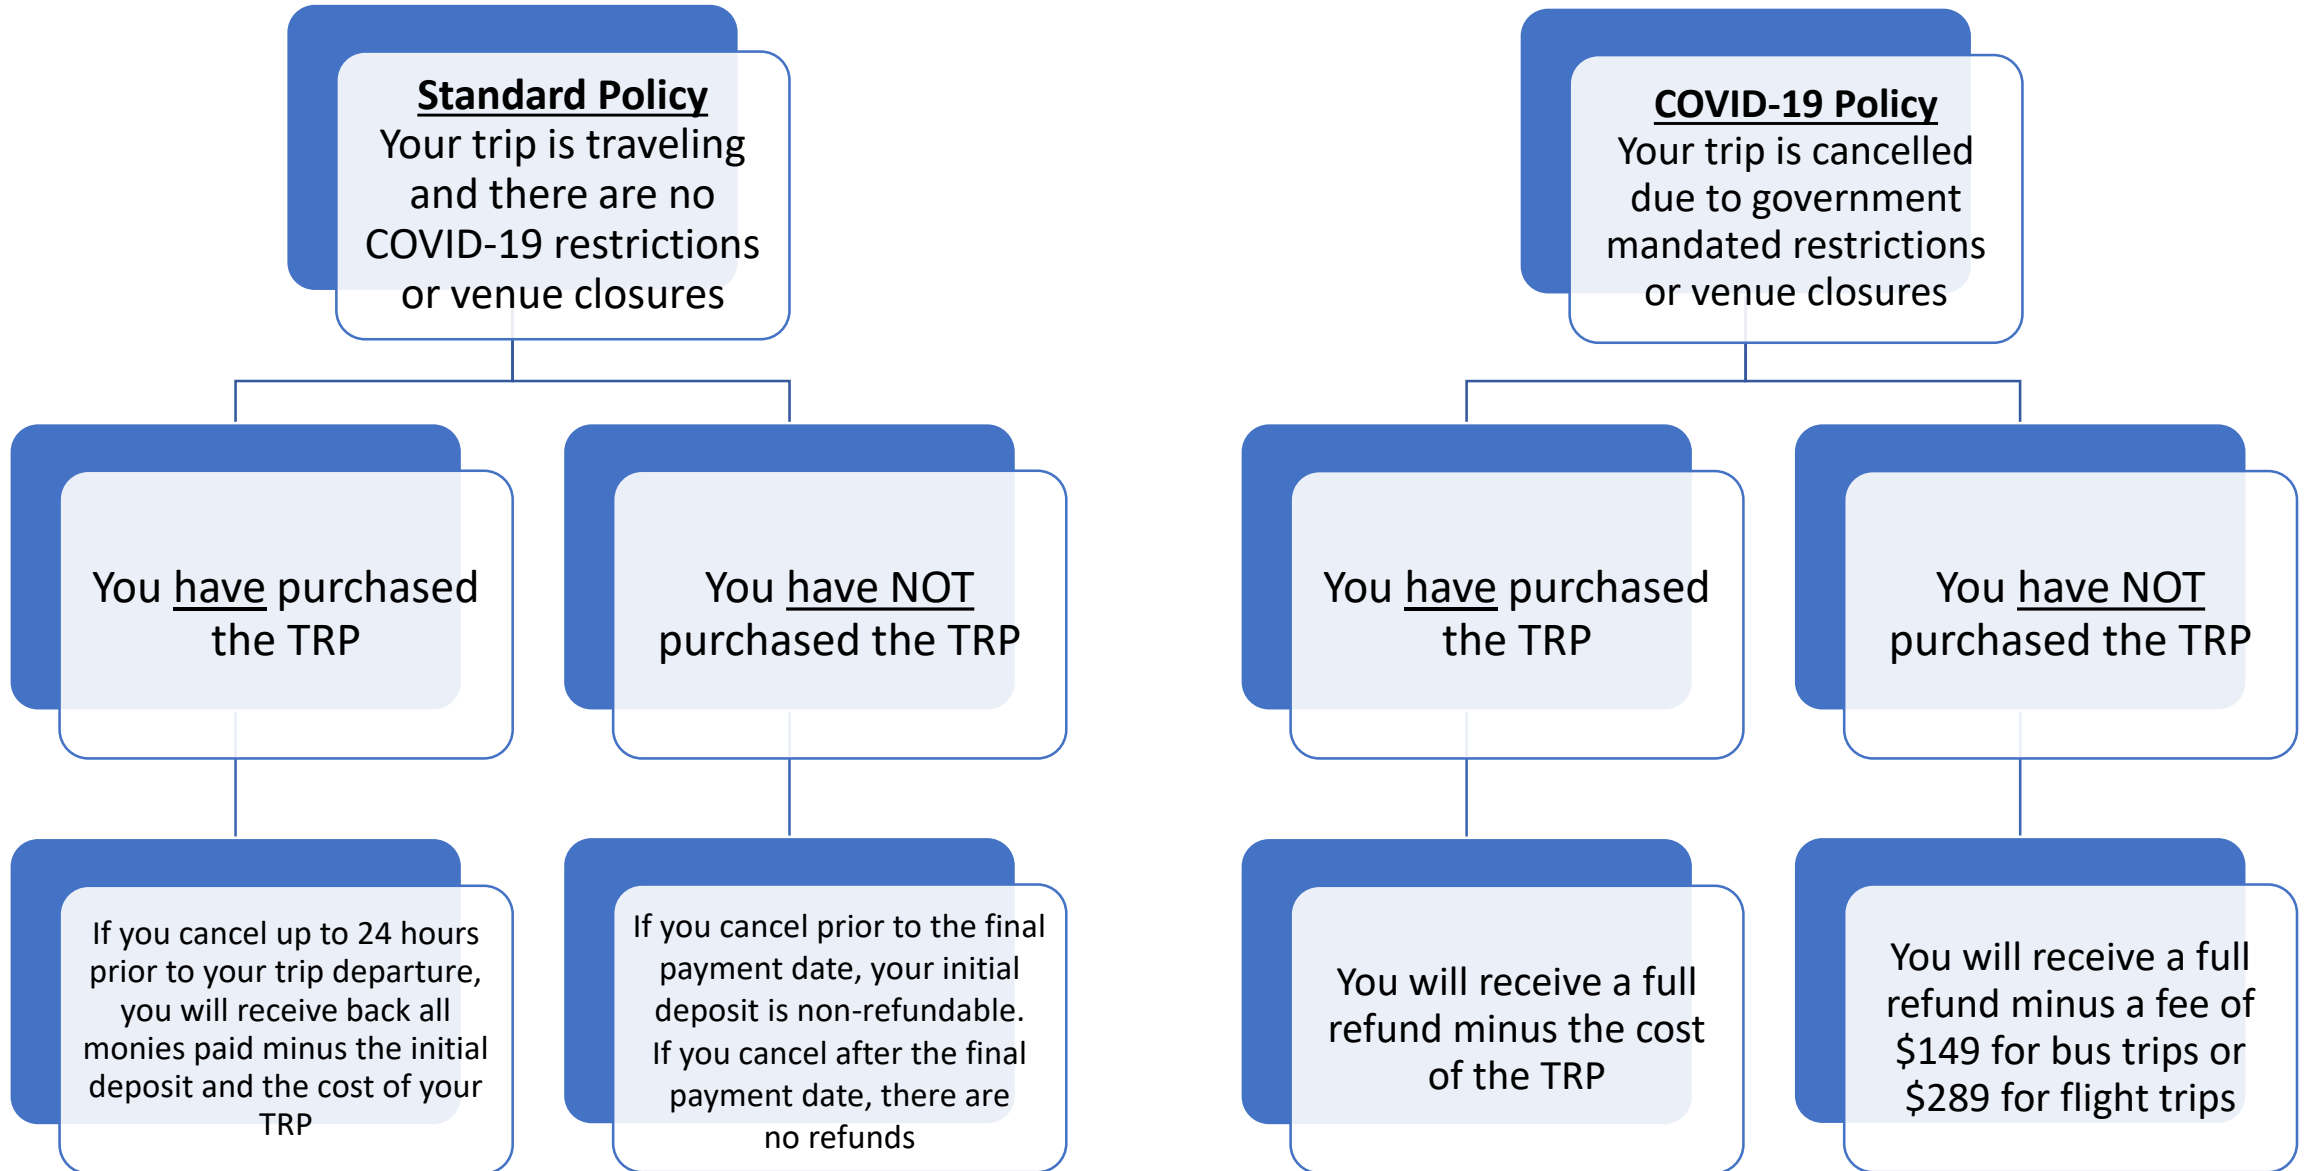 Standard Policy
Your trip is traveling
and there are no
COVID-19 restrictions
or venue closures
You have purchased
the TRP
If you cancel up to 24 hours
prior to your trip departure,
you will receive back all
monies paid minus the initial
deposit and the cost of your
TRP
You have NOT
purchased the TRP
If you cancel prior to the final
payment date, your initial
deposit is non-refundable.
If you cancel after the final
payment date, there are
no refunds
COVID-19 Policy
Your trip is cancelled
due to government
mandated restrictions
or venue closures
You have purchased
the TRP
You will receive a full
refund minus the cost
of the TRP
You have NOT
purchased the TRP
You will receive a full
refund minus a fee of
$149 for bus trips or
$289 for flight trips